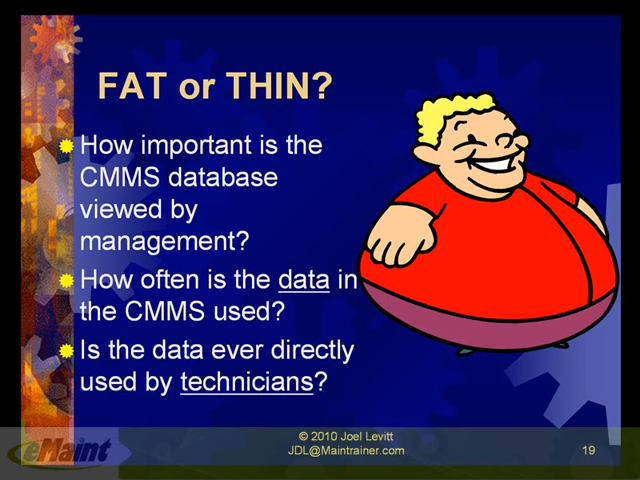 FAT or THIN?
How important is the
CMMS database
viewed by
management?
How often is the data in
the CMMS used?
Is the data ever directly
used by technicians?
© 2010 Joel Levitt
JDL@Maintrainer.com
19
eMaint